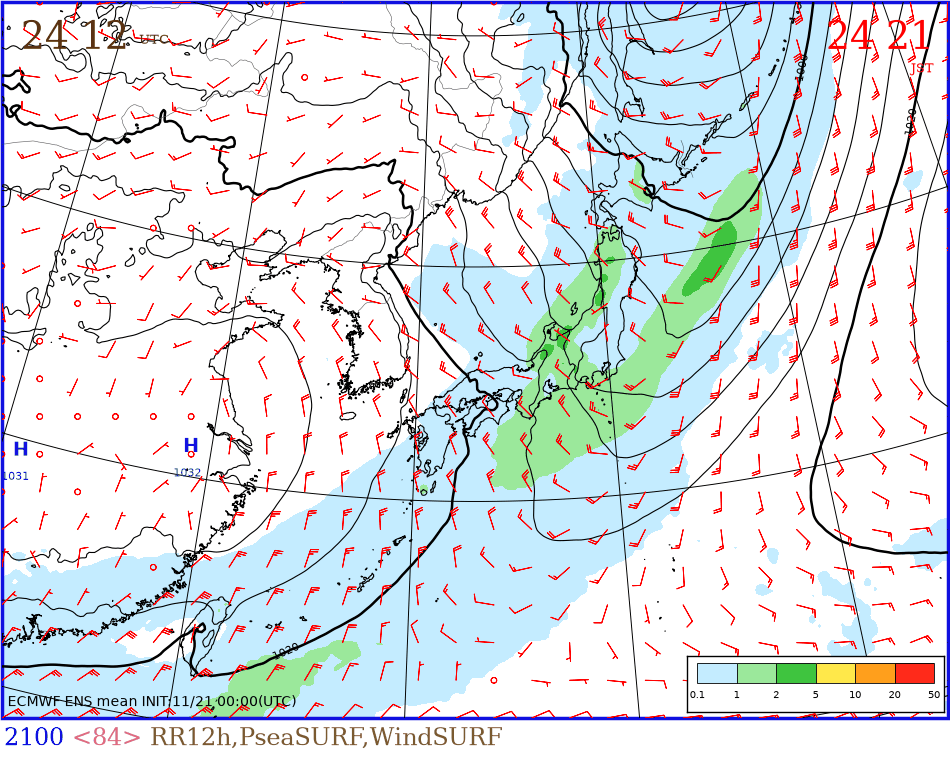 24 12 UTC
24 21
JST
1000
1020
H
1031
H
1032
1020
0.1 1 2 5 10 20 50
ECMWF ENS mean INIT:11/21 00:00(UTC)
2100 <84> RR12h,PseaSURF,WindSURF